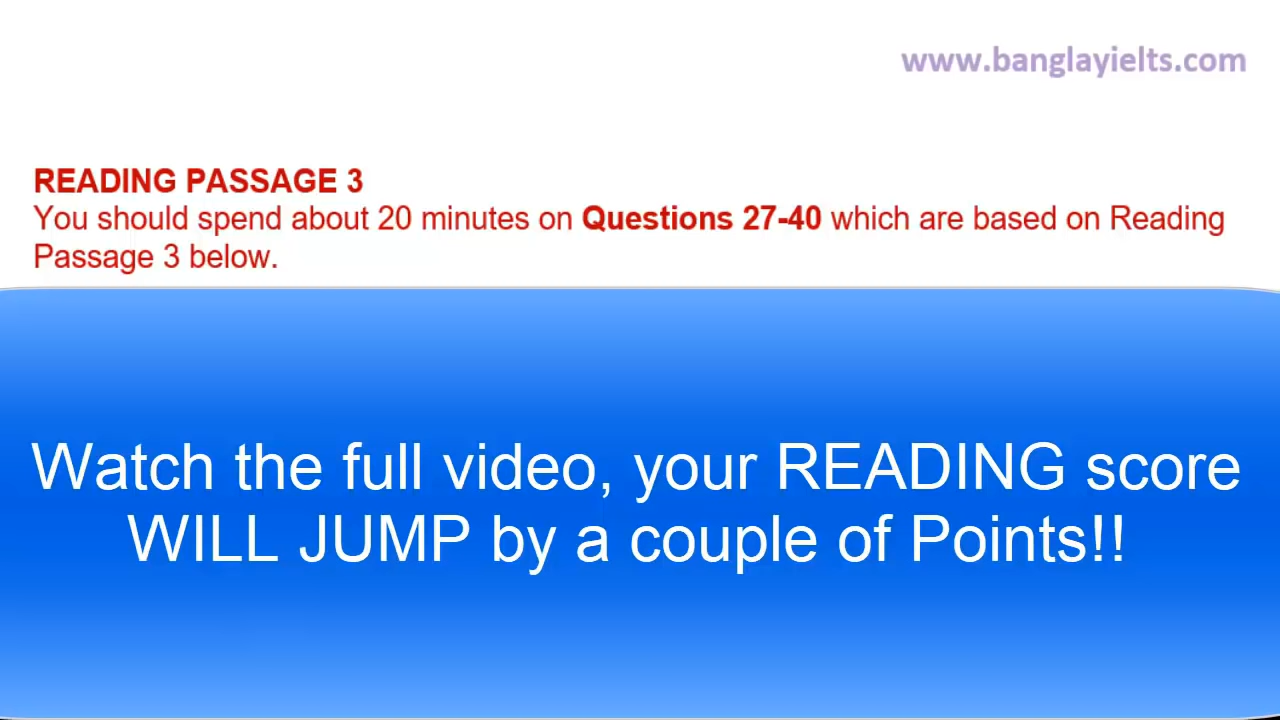 www.banglayielts.com
READING PASSAGE 3
You should spend about 20 minutes on Questions 27-40 which are based on Reading
Passage 3 below.
Watch the full video, your READING score
WILL JUMP by a couple of Points!!